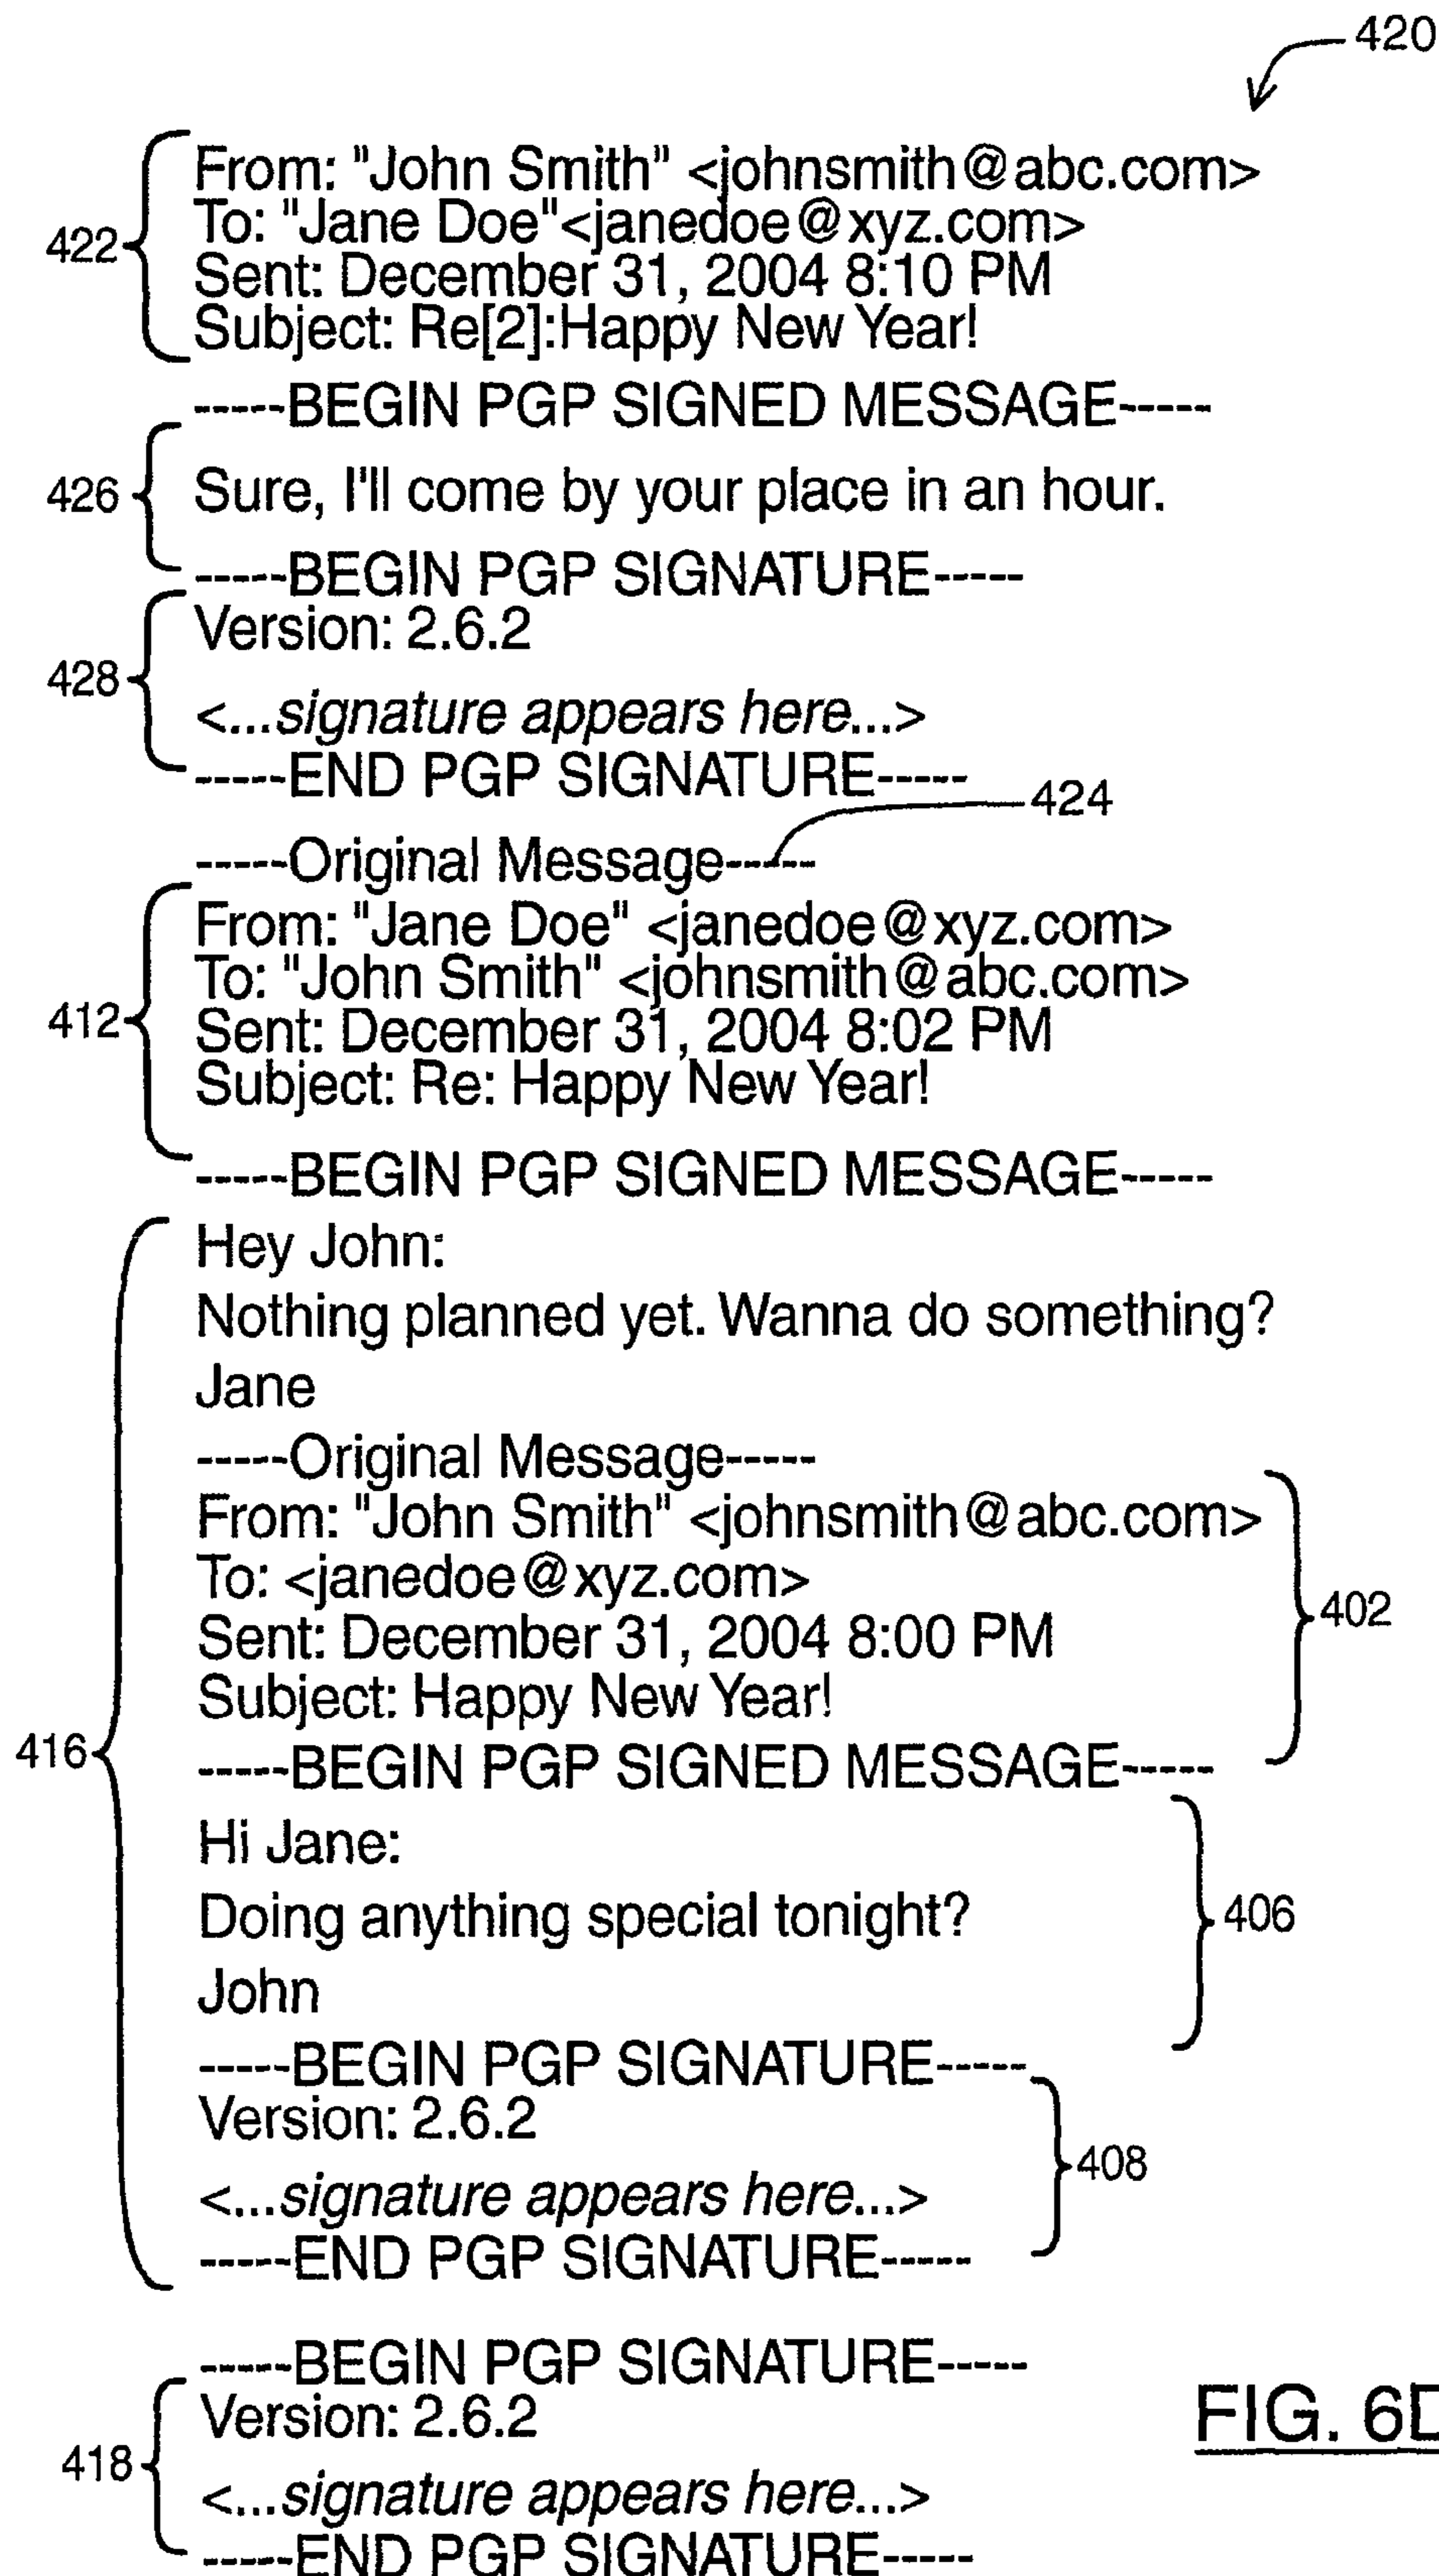 420
From: "John Smith" <johnsmith@abc.com>
To: "Jane Doe"<janedoe@xyz.com>
422
Sent: December 31, 2004 8:10 PM
Subject: Re[2]:Happy New Year!
-----BEGIN PGP SIGNED MESSAGE-----
426
Sure, I'll come by your place in an hour.
-----BEGIN PGP SIGNATURE-----
Version: 2.6.2
428
<...signature appears here...>
-----END PGP SIGNATURE-----
424
-----Original Message-----
From: "Jane Doe" <janedoe@xyz.com>
To: "John Smith" <johnsmith@abc.com>
412
Sent: December 31, 2004 8:02 PM
Subject: Re: Happy New Year!
-----BEGIN PGP SIGNED MESSAGE-----
Hey John:
Nothing planned yet. Wanna do something?
Jane
-----Original Message-----
From: "John Smith" <johnsmith@abc.com>
To: <janedoe@xyz.com>
402
Sent: December 31, 2004 8:00 PM
Subject: Happy New Year!
416
-----BEGIN PGP SIGNED MESSAGE-----
Hi Jane:
Doing anything special tonight?
406
John
-----BEGIN PGP SIGNATURE-----
Version: 2.6.2
408
<...signature appears here...>
-----END PGP SIGNATURE-----
-----BEGIN PGP SIGNATURE-----
Version: 2.6.2
FIG. 6D
418
<...signature appears here...>
-----END PGP SIGNATURE-----